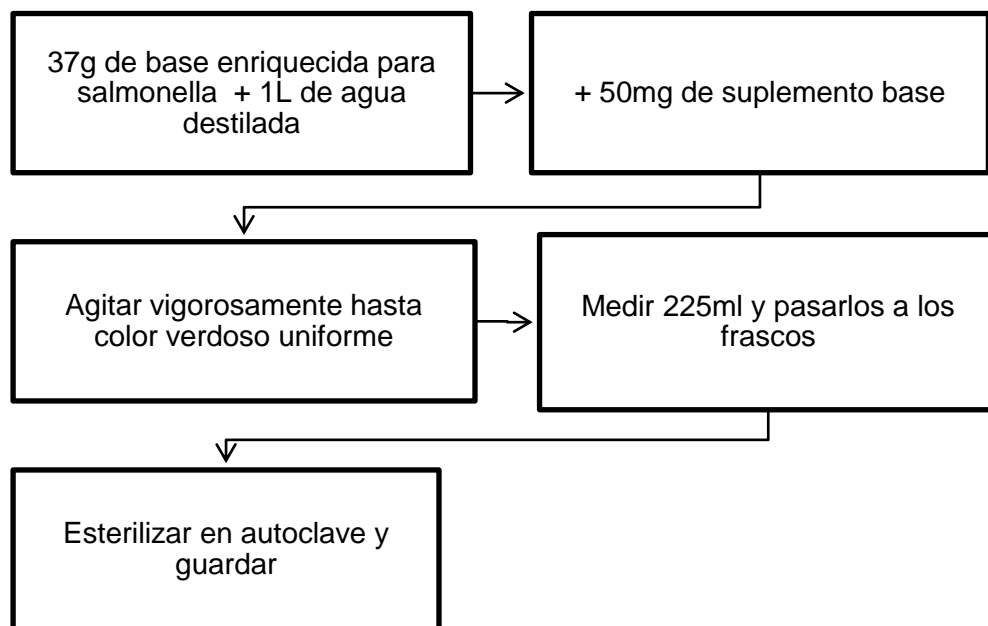 37g de base enriquecida para
salmonella + 1L de agua
destilada
+ 50mg de suplemento base
Agitar vigorosamente hasta
color verdoso uniforme
Medir 225ml y pasarlos a los
frascos
Esterilizar en autoclave y
guardar